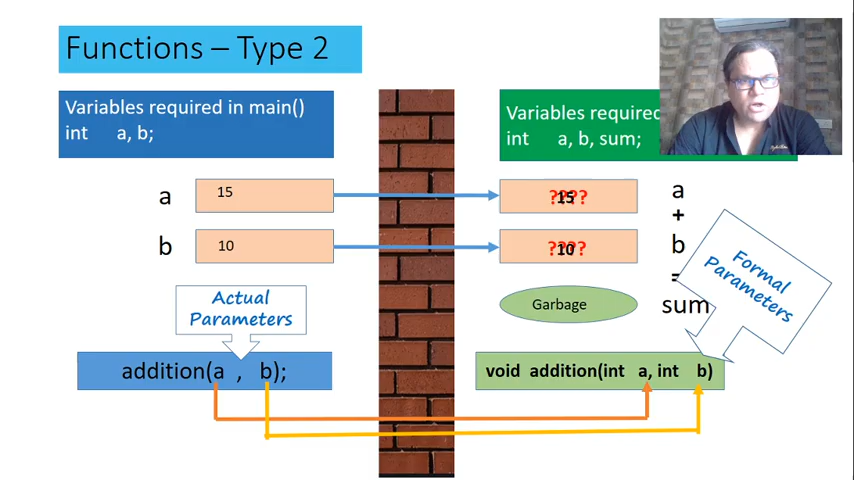 Functions – Type 2
Variables required in main()
int a, b;
Variables required
int a, b, sum;
a
15
????
15
a
+
b
10
????
10
b
=
Actual
Parameters
Garbage
sum
Formal
Parameters
addition(a , b);
void addition(int a, int b)